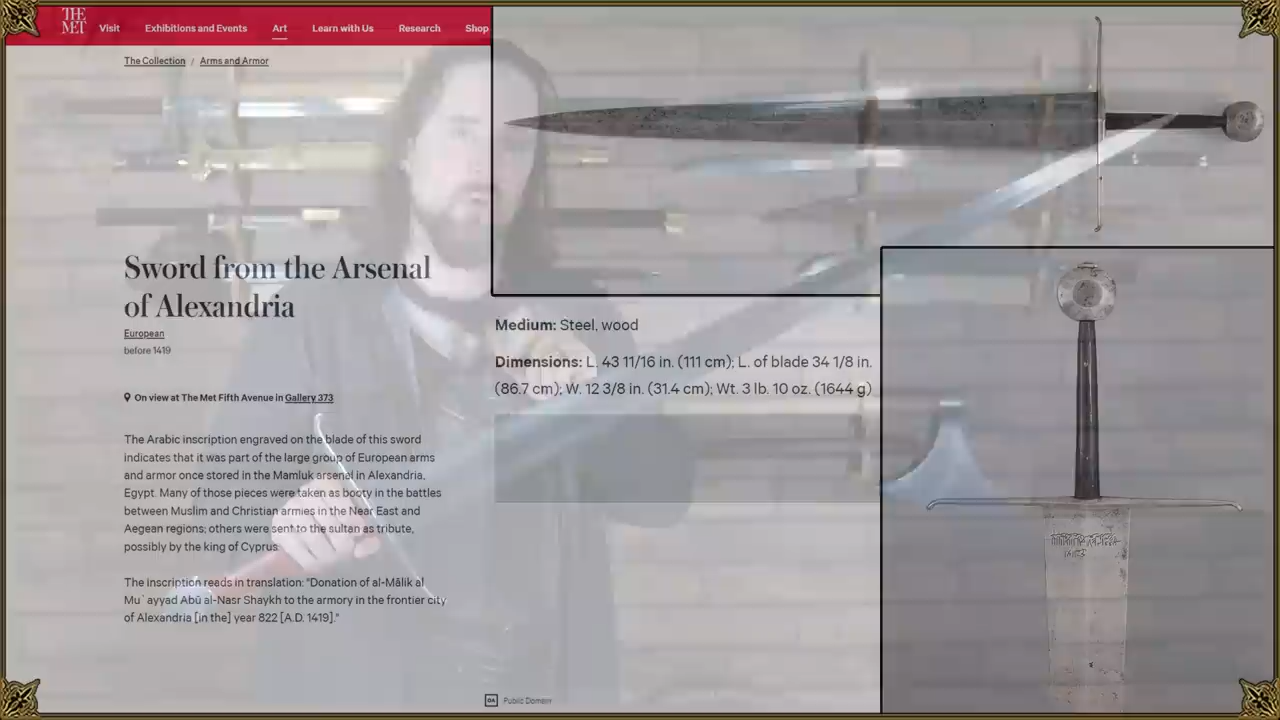 THE
MET
Visit Exhibitions and Events Art Learn with Us Research Shop
The Collection / Arms and Armor
Sword from the Arsenal
of Alexandria
European
before 1419
On view at The Met Fifth Avenue in Gallery 373
The Arabic inscription engraved on the blade of this sword
indicates that it was part of the large group of European arms
and armor once stored in the Mamluk arsenal in Alexandria,
Egypt. Many of those pieces were taken as booty in the battles
between Muslim and Christian armies in the Near East and
Aegean regions; others were sent to the sultan as tribute,
possibly by the king of Cyprus.
The inscription reads in translation: "Donation of al-Mālik al
Mu´ayyad Abū al-Nasr Shaykh to the armory in the frontier city
of Alexandria [in the] year 822 [A.D. 1419]."
Medium: Steel, wood
Dimensions: L. 43 11/16 in. (111 cm); L. of blade 34 1/8 in.
(86.7 cm); W. 12 3/8 in. (31.4 cm); Wt. 3 lb. 10 oz. (1644 g)
OA Public Domain